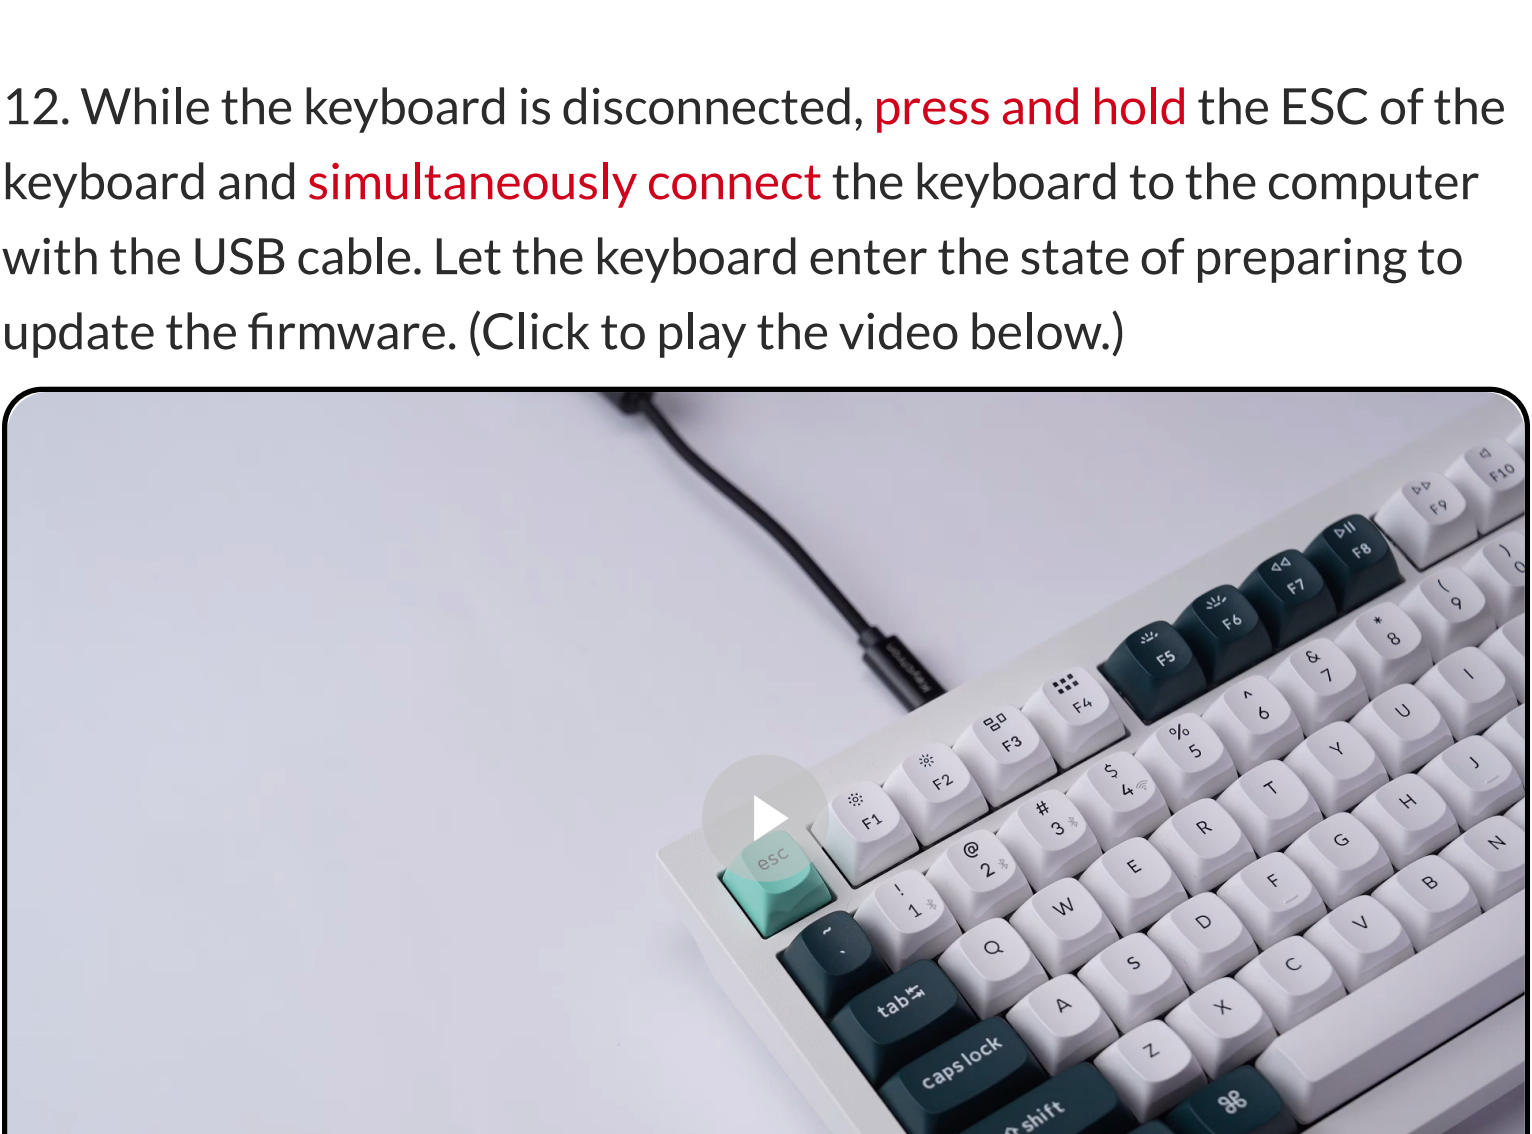 12. While the keyboard is disconnected, press and hold the ESC of the
keyboard and simultaneously connect the keyboard to the computer
with the USB cable. Let the keyboard enter the state of preparing to
update the firmware. (Click to play the video below.)
Keychron
esc F1 F2 F3 F4 F5 F6 F7 F8 F9 F10
~ ` ! 1 @ 2 # 3 $ 4 % 5 ^ 6 & 7 * 8 ( 9 ) 0
tab Q W E R T Y U I
caps lock A S D F G H J
shift Z X C V B N
⌘